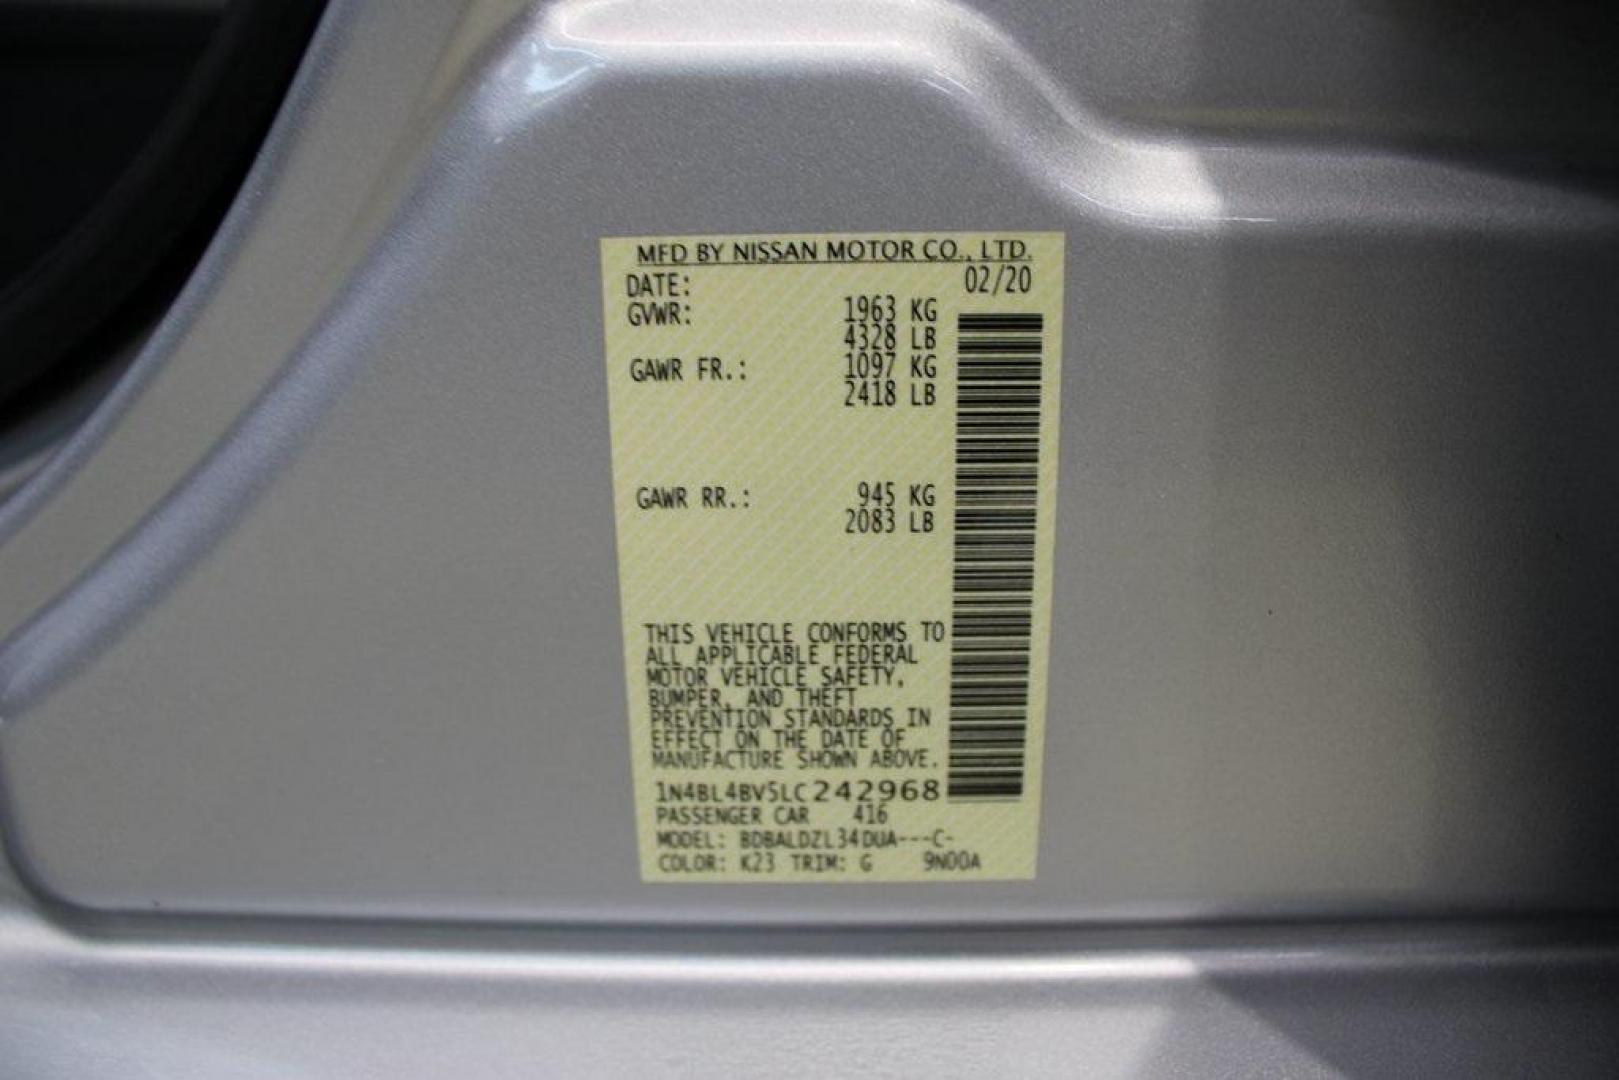 MFD BY NISSAN MOTOR CO., LTD.
DATE: 02/20
GVWR: 1963 KG
4328 LB
GAWR FR.: 1097 KG
2418 LB
GAWR RR.: 945 KG
2083 LB
THIS VEHICLE CONFORMS TO
ALL APPLICABLE FEDERAL
MOTOR VEHICLE SAFETY,
BUMPER, AND THEFT
PREVENTION STANDARDS IN
EFFECT ON THE DATE OF
MANUFACTURE SHOWN ABOVE.
1N4BL4BV5LC242968
PASSENGER CAR 416
MODEL: BDBALDZL34DUA---C-
COLOR: K23 TRIM: G 9N00A